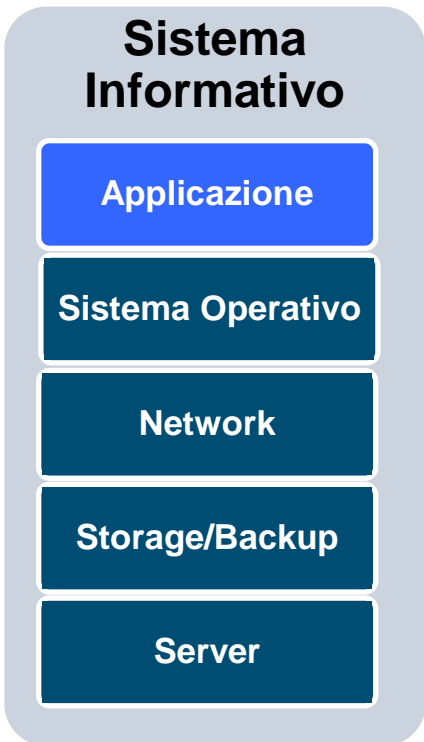 Sistema
Informativo
Applicazione
Sistema Operativo
Network
Storage/Backup
Server